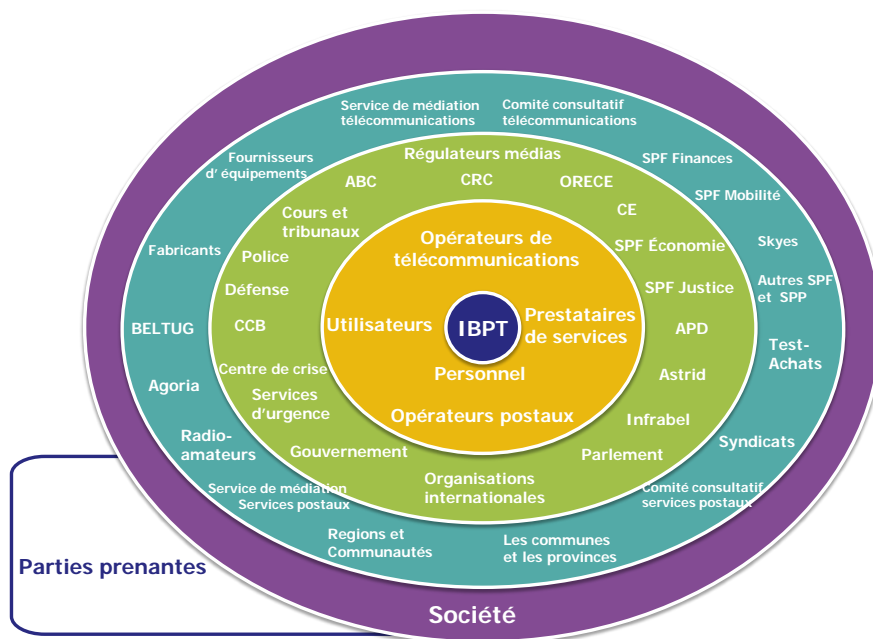 Service de médiation
télécommunications
Comité consultatif
télécommunications
Fournisseurs
d' équipements
Régulateurs médias
SPF Finances
ABC
CRC
ORECE
SPF Mobilité
Cours et
tribunaux
CE
Opérateurs de
télécommunications
SPF Économie
Skyes
Fabricants
Police
Défense
SPF Justice
Autres SPF
et SPP
BELTUG
CCB
Utilisateurs
IBPT
Prestataires
de services
APD
Test-
Achats
Centre de crise
Personnel
Astrid
Agoria
Services
d'urgence
Opérateurs postaux
Infrabel
Radio-
amateurs
Gouvernement
Parlement
Syndicats
Organisations
internationales
Service de médiation
Services postaux
Comité consultatif
services postaux
Regions et
Communautés
Les communes
et les provinces
Parties prenantes
Société